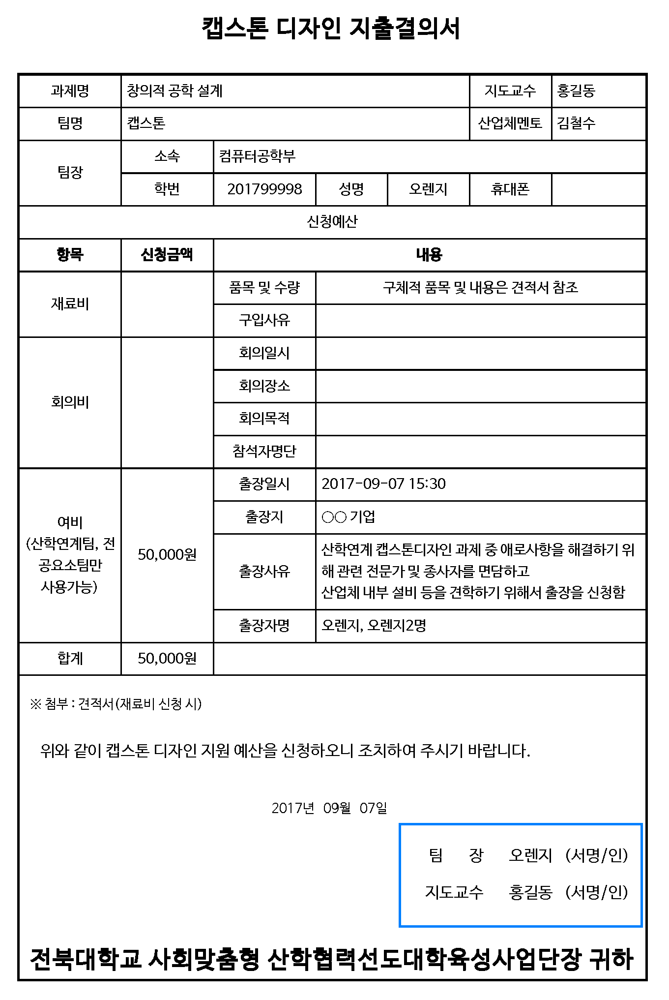 캡스톤 디자인 지출결의서
과제명 창의적 공학 설계 지도교수 홍길동
팀명 캡스톤 산업체멘토 김철수
팀장 소속 컴퓨터공학부
학번 201799998 성명 오렌지 휴대폰
신청예산
항목 신청금액 내용
재료비 품목 및 수량 구체적 품목 및 내용은 견적서 참조
구입사유
회의비 회의일시
회의장소
회의목적
참석자명단
여비
(산학연계팀, 전
공요소팀만
사용가능)
50,000원
출장일시 2017-09-07 15:30
출장지 ○○ 기업
출장사유 산학연계 캡스톤디자인 과제 중 애로사항을 해결하기 위
해 관련 전문가 및 종사자를 면담하고
산업체 내부 설비 등을 견학하기 위해서 출장을 신청함
출장자명 오렌지, 오렌지2명
합계 50,000원
※ 첨부 : 견적서(재료비 신청 시)
위와 같이 캡스톤 디자인 지원 예산을 신청하오니 조치하여 주시기 바랍니다.
2017년 09월 07일
팀 장 오렌지 (서명/인)
지도교수 홍길동 (서명/인)
전북대학교 사회맞춤형 산학협력선도대학육성사업단장 귀하